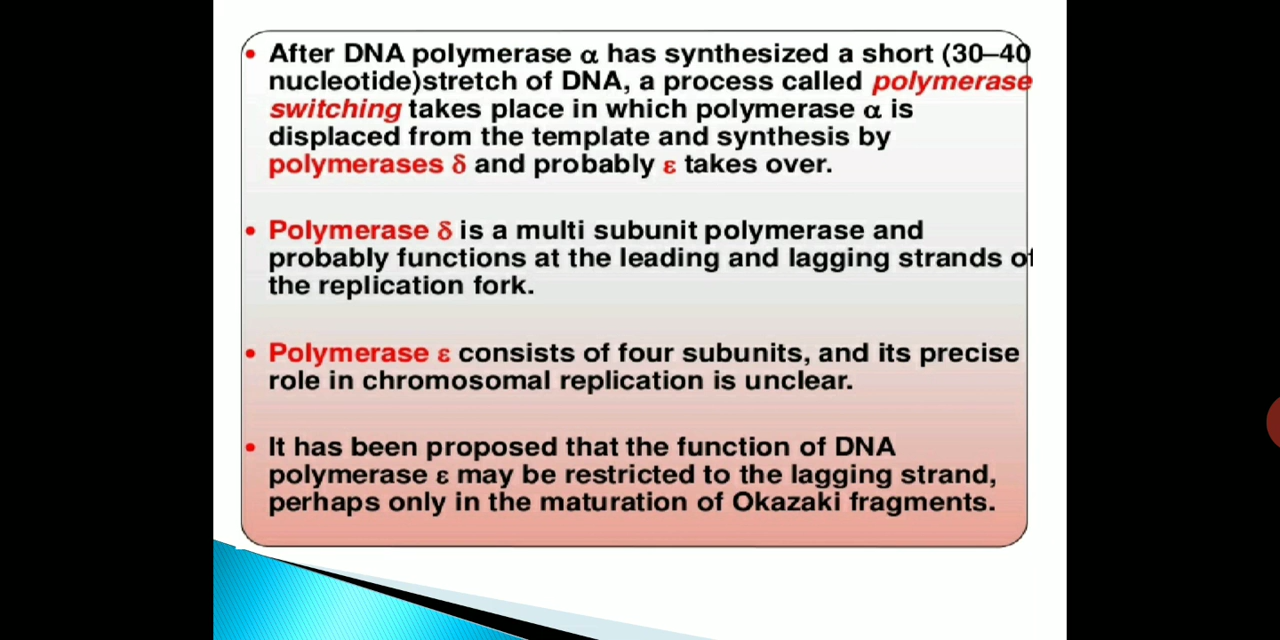 • After DNA polymerase α has synthesized a short (30–40
nucleotide)stretch of DNA, a process called polymerase
switching takes place in which polymerase α is
displaced from the template and synthesis by
polymerases δ and probably ε takes over.
• Polymerase δ is a multi subunit polymerase and
probably functions at the leading and lagging strands of
the replication fork.
• Polymerase ε consists of four subunits, and its precise
role in chromosomal replication is unclear.
• It has been proposed that the function of DNA
polymerase ε may be restricted to the lagging strand,
perhaps only in the maturation of Okazaki fragments.